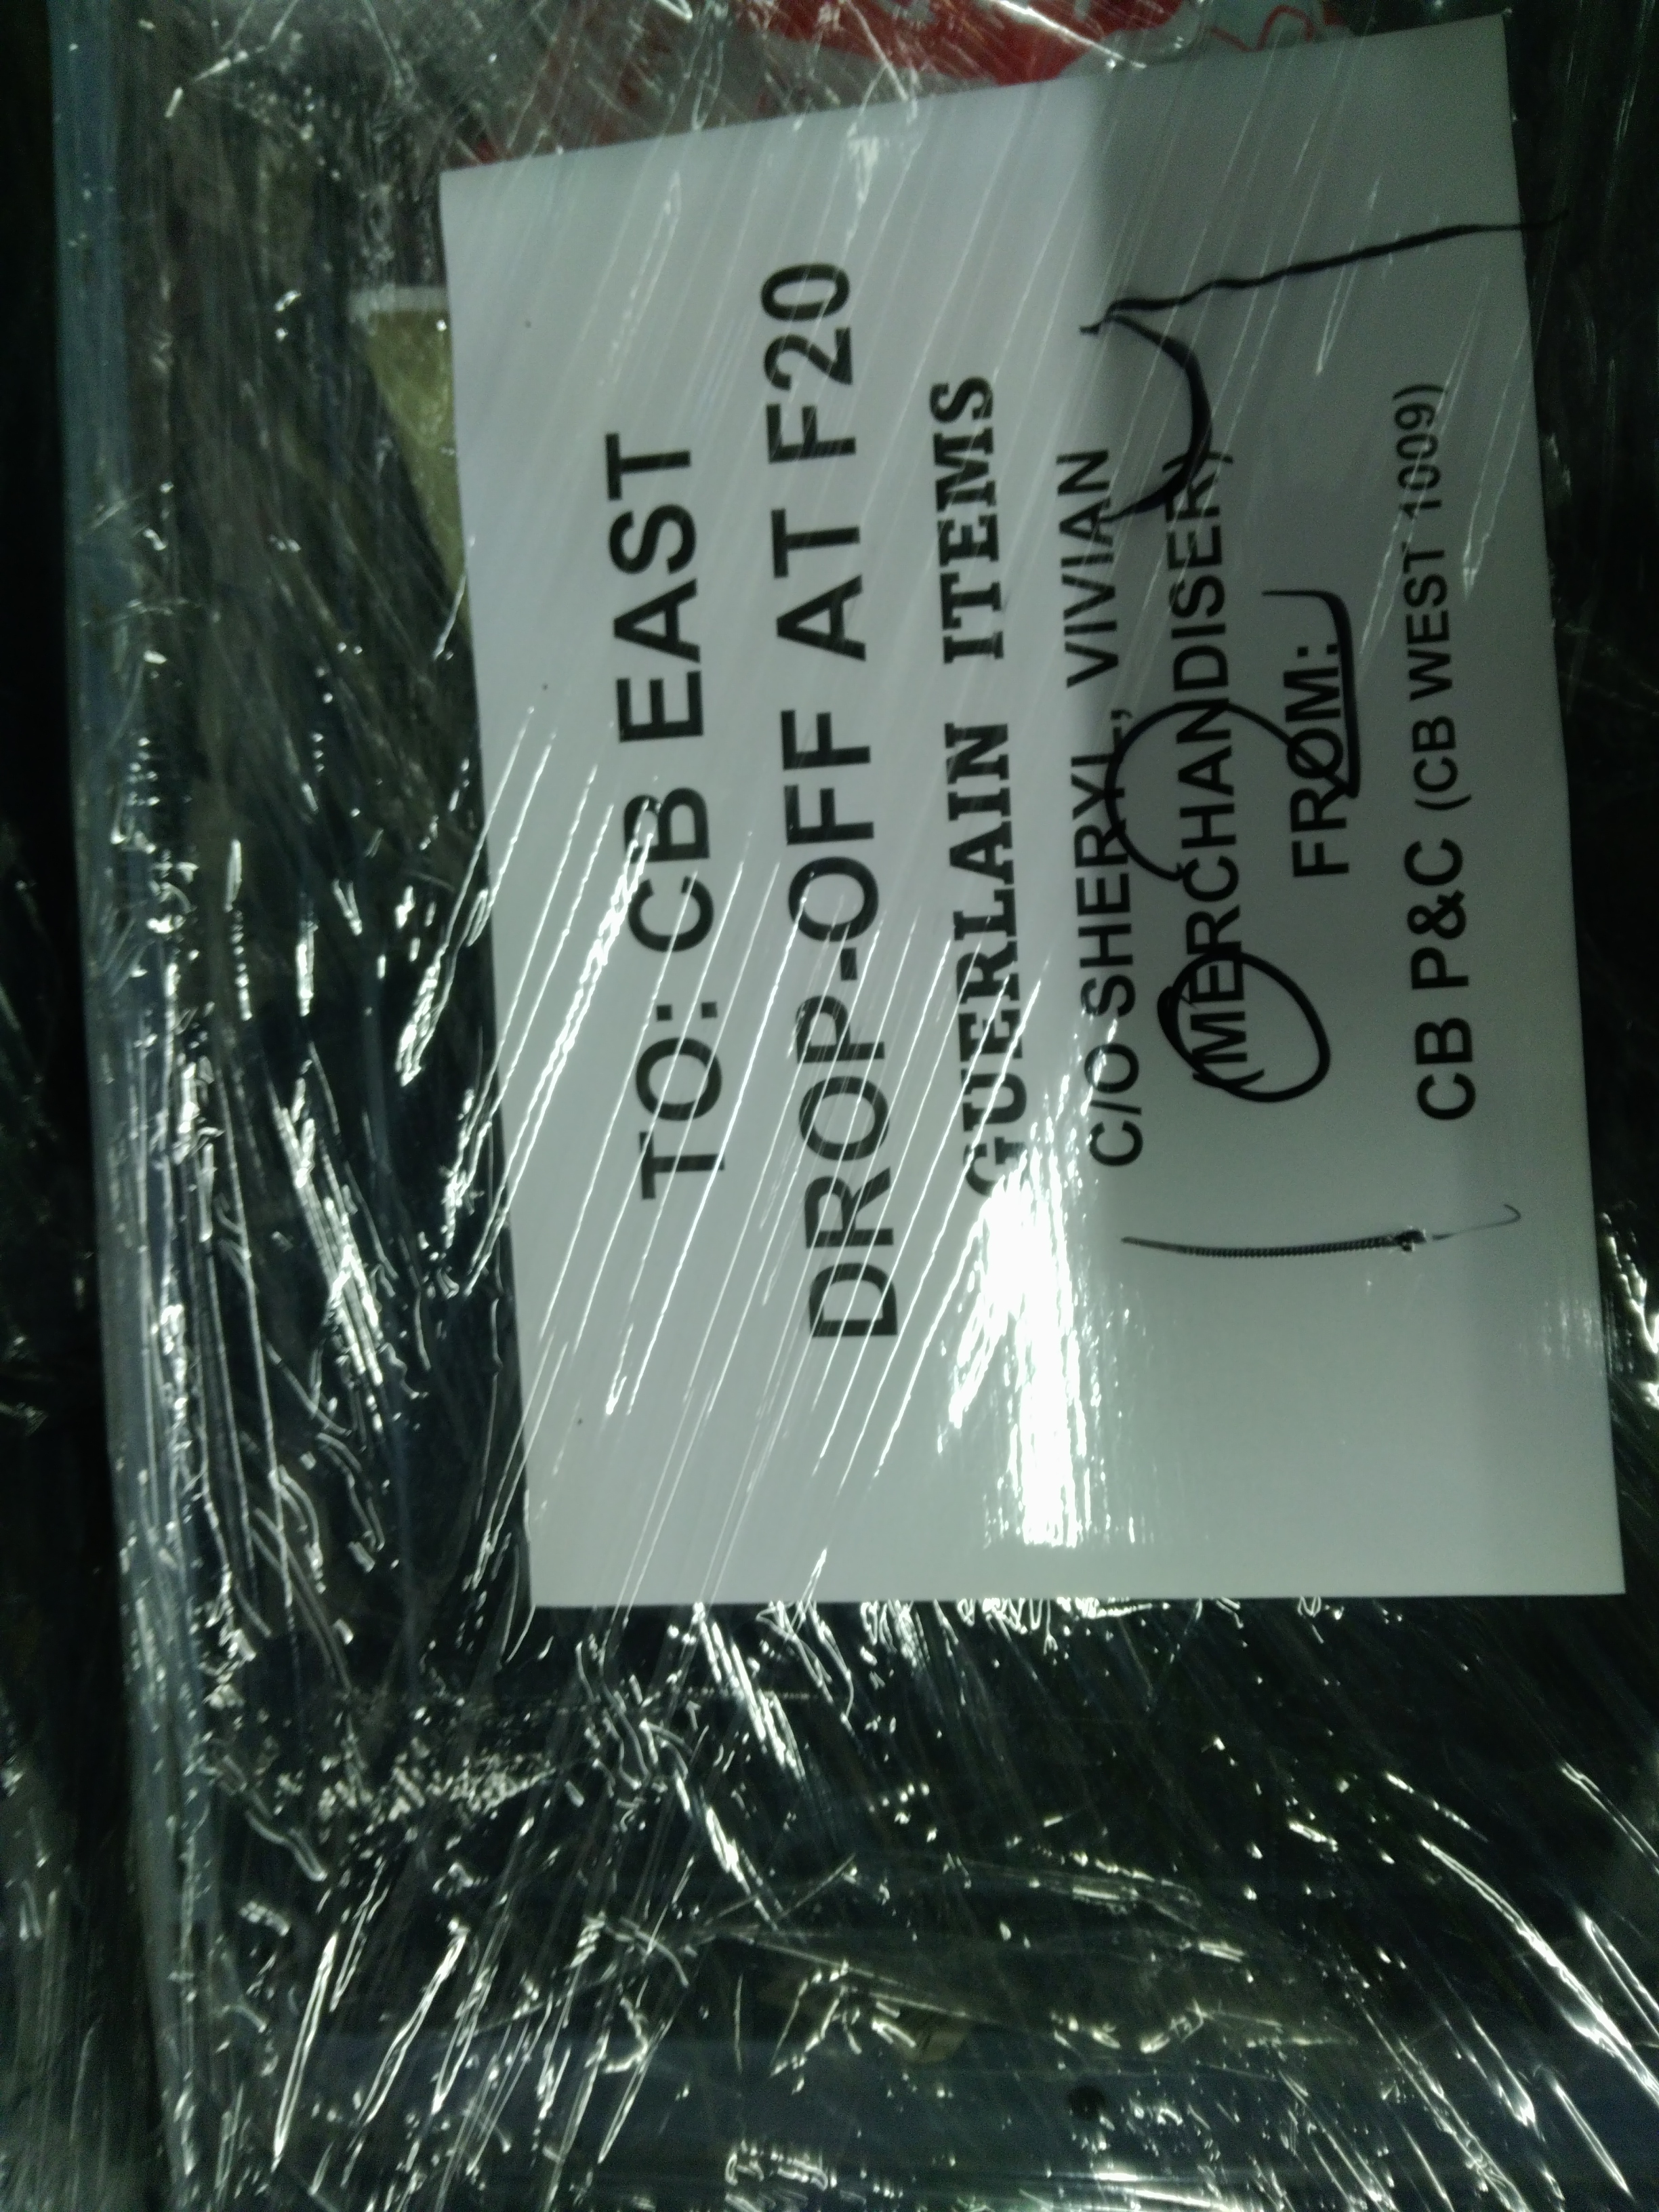 TO: CB EAST
DROP-OFF AT F20
GUERLAIN ITEMS
C/O SHERYL, VIVIAN
(MERCHANDISER)
FROM:
CB P&C (CB WEST 1009)